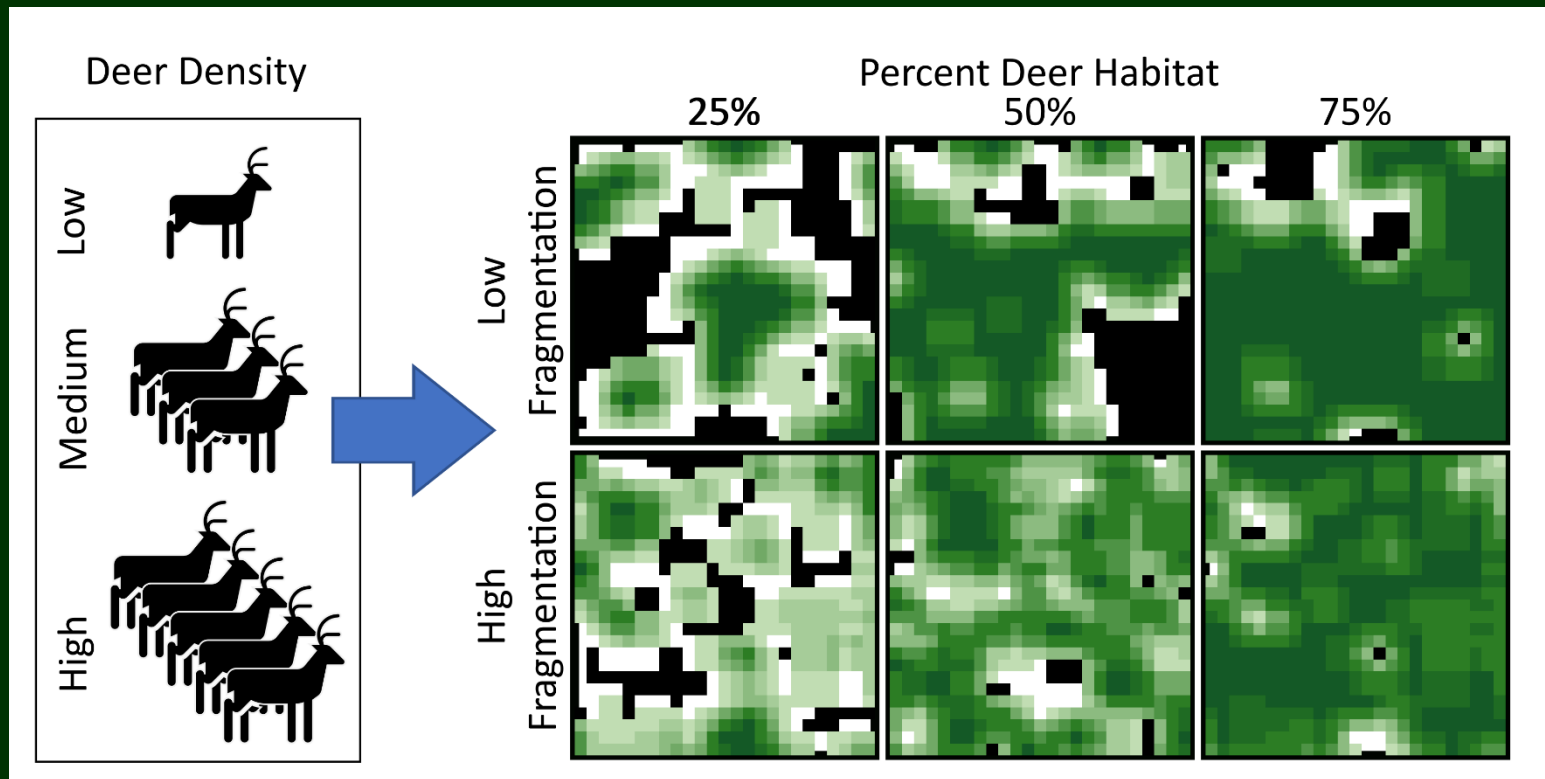 Deer Density
Low
Medium
High
Percent Deer Habitat
25% 50% 75%
Low
Fragmentation
High
Fragmentation